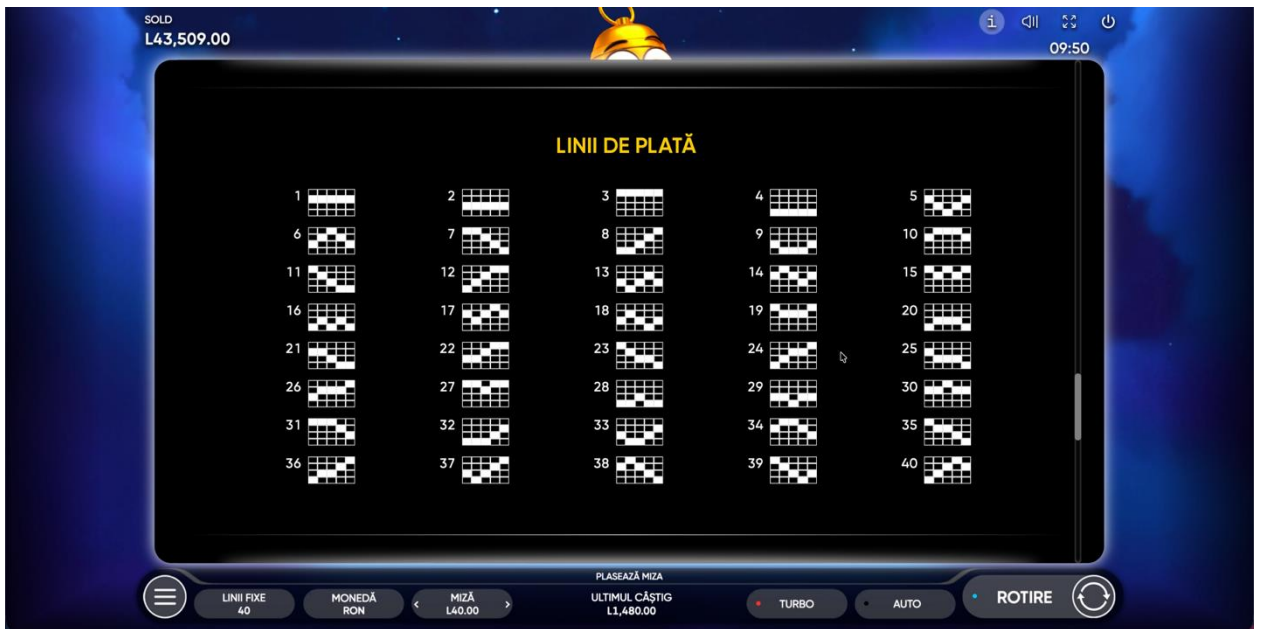 SOLD
L43,509.00
i
09:50
LINII DE PLATĂ
1 2 3 4 5
6 7 8 9 10
11 12 13 14 15
16 17 18 19 20
21 22 23 24 25
26 27 28 29 30
31 32 33 34 35
36 37 38 39 40
PLASEAZĂ MIZA
LINII FIXE
40
MONEDĂ
RON
MIZĂ
L40.00
ULTIMUL CÂȘTIG
L1,480.00
TURBO
AUTO
ROTIRE